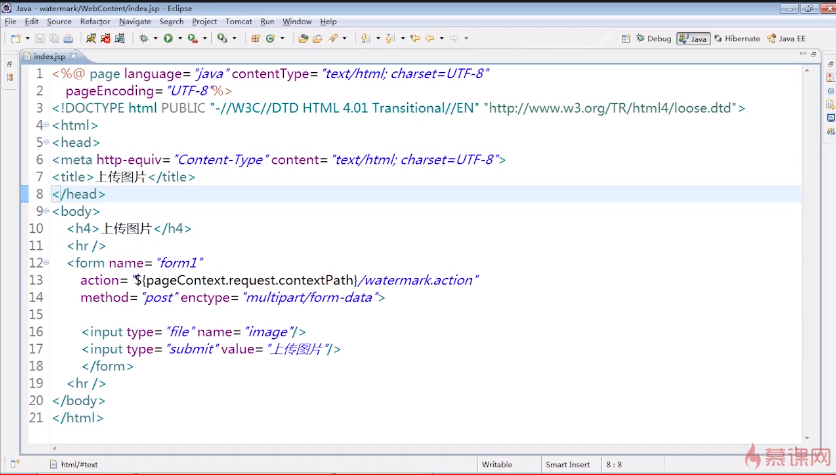 Java - watermark/WebContent/index.jsp - Eclipse
File Edit Source Refactor Navigate Search Project Tomcat Run Window Help
Debug Java Hibernate Java EE
index.jsp
1 <%@ page language="java" contentType="text/html; charset=UTF-8"
2 pageEncoding="UTF-8"%>
3 <!DOCTYPE html PUBLIC "-//W3C//DTD HTML 4.01 Transitional//EN" "http://www.w3.org/TR/html4/loose.dtd">
4 <html>
5 <head>
6 <meta http-equiv="Content-Type" content="text/html; charset=UTF-8">
7 <title>上传图片</title>
8 </head>
9 <body>
10 <h4>上传图片</h4>
11 <hr />
12 <form name="form1"
13 action="${pageContext.request.contextPath}/watermark.action"
14 method="post" enctype="multipart/form-data">
15
16 <input type="file" name="image"/>
17 <input type="submit" value="上传图片"/>
18 </form>
19 <hr />
20 </body>
21 </html>
html/#text Writable Smart Insert 8 : 8
慕课网